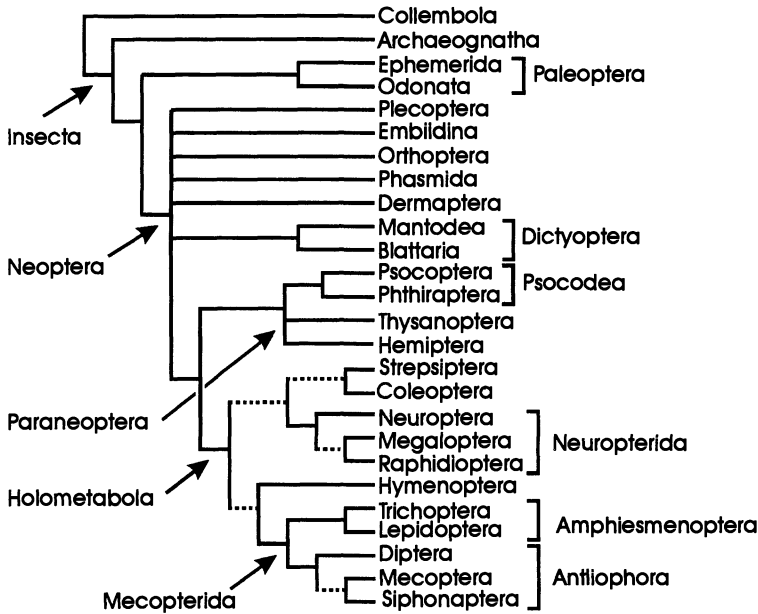 Collembola
Archaeognatha
Ephemerida
Odonata
Paleoptera
Plecoptera
Embiidina
Orthoptera
Phasmida
Dermaptera
Mantodea
Blattaria
Dictyoptera
Psocoptera
Phthiraptera
Psocodea
Thysanoptera
Hemiptera
Strepsiptera
Coleoptera
Neuroptera
Megaloptera
Raphidioptera
Neuropterida
Hymenoptera
Trichoptera
Lepidoptera
Amphiesmenoptera
Diptera
Mecoptera
Siphonaptera
Antliophora
Insecta
Neoptera
Paraneoptera
Holometabola
Mecopterida